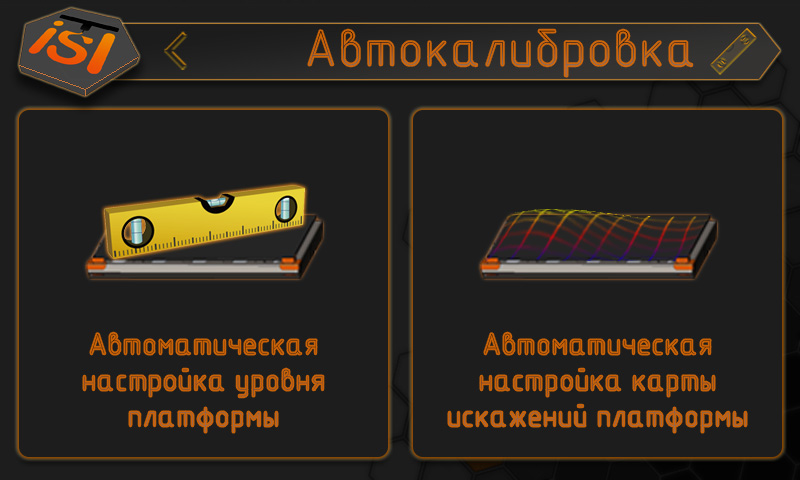 iSI
Автокалибровка
Автоматическая
настройка уровня
платформы
Автоматическая
настройка карты
искажений платформы